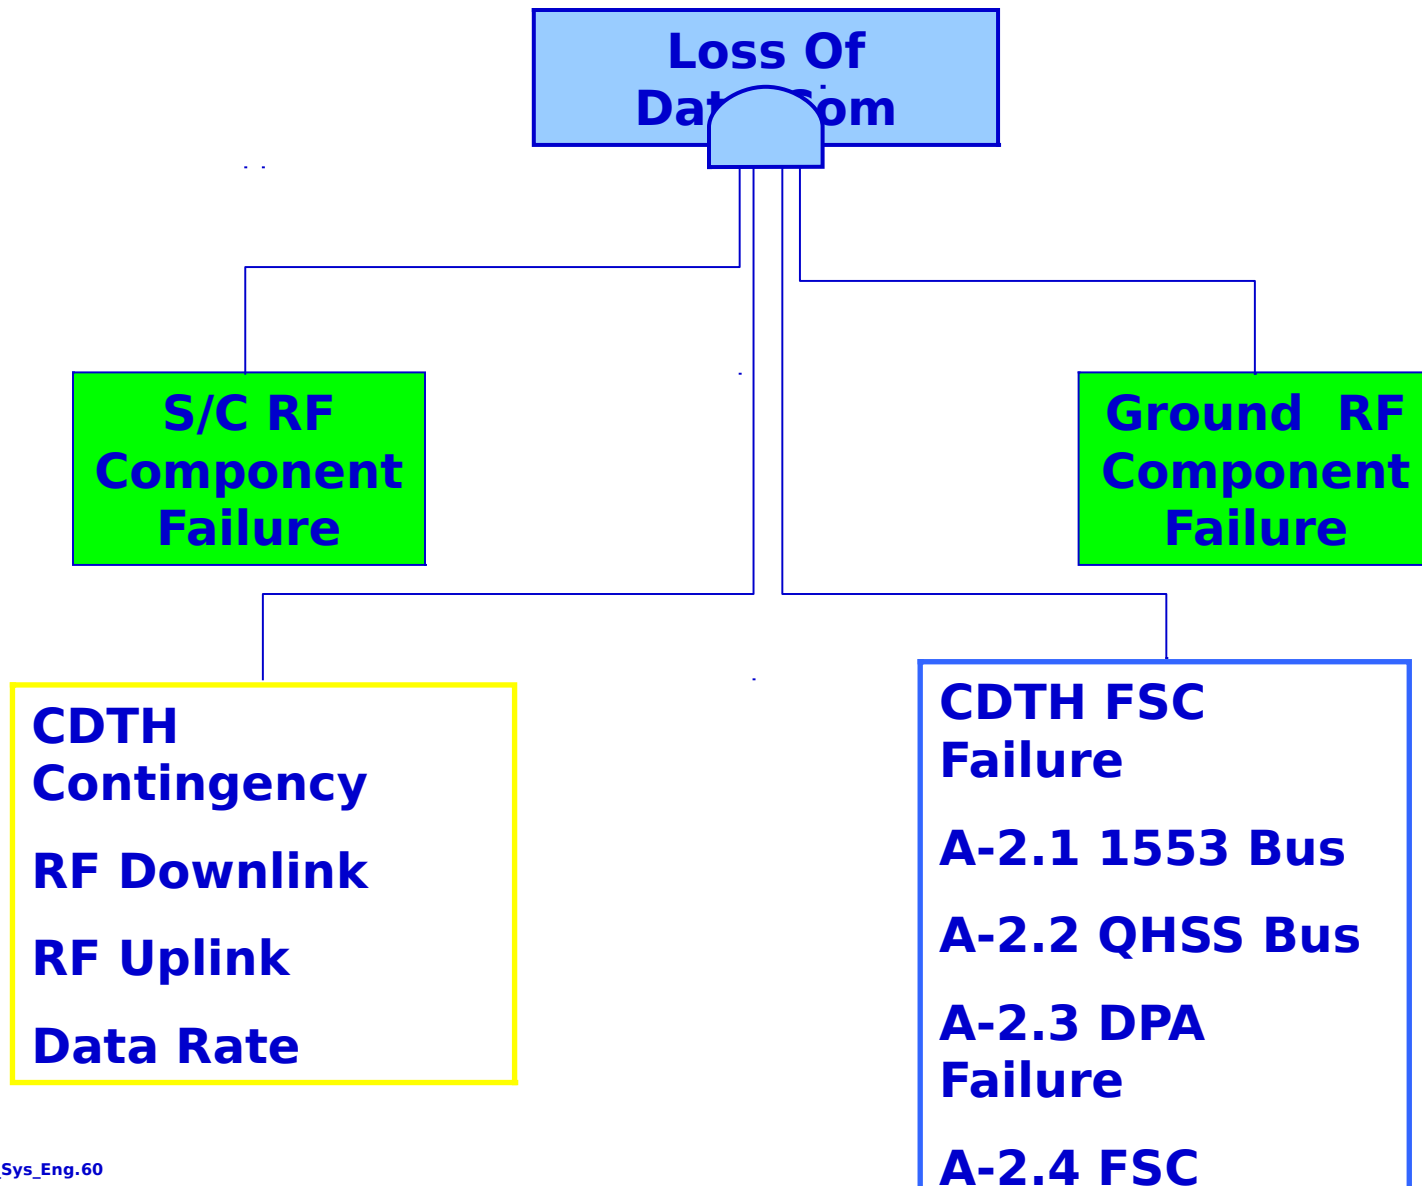 Loss Of
S/C RF
Component
Failure
Ground RF
Component
Failure
CDTH
Contingency
RF Downlink
RF Uplink
Data Rate
CDTH FSC
Failure
A-2.1 1553 Bus
A-2.2 QHSS Bus
A-2.3 DPA
Failure
A-2.4 FSC
_Sys_Eng.60